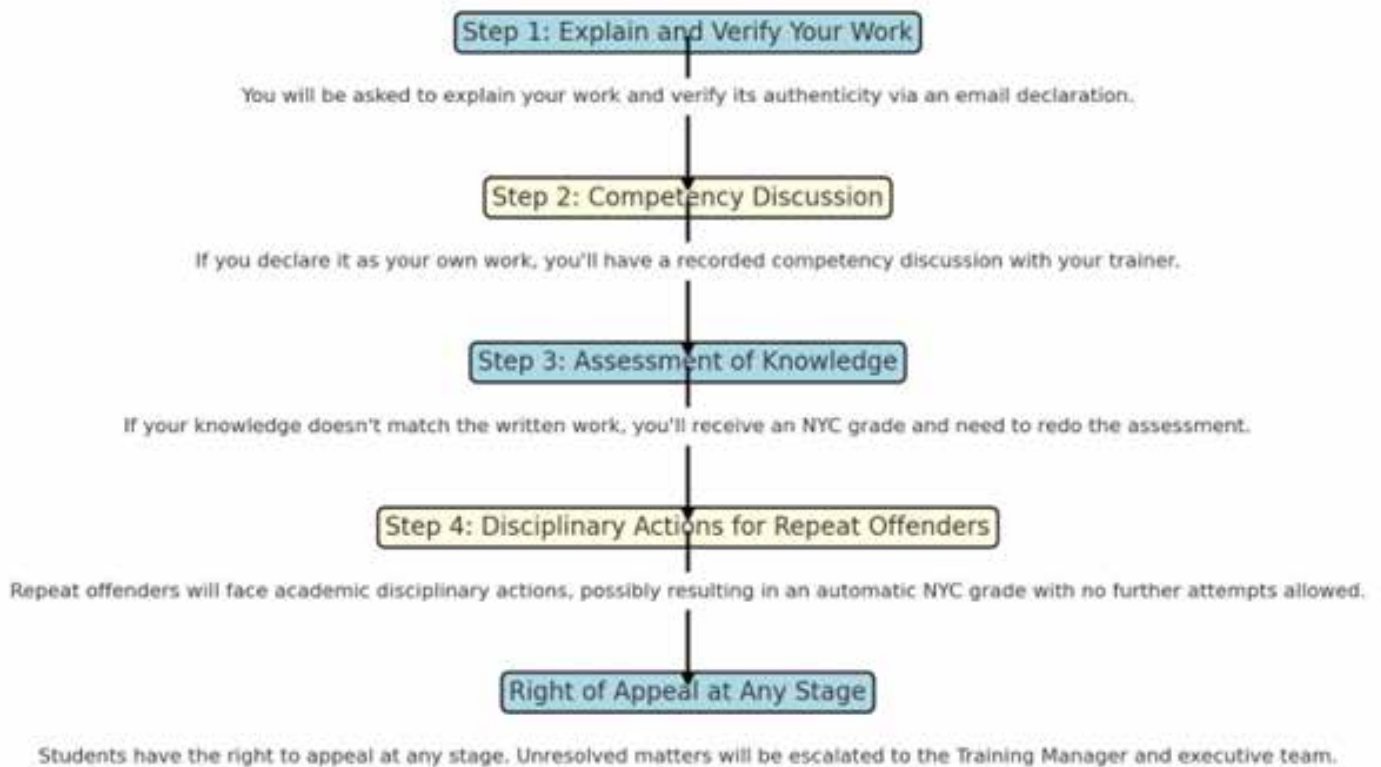 Step 1: Explain and Verify Your Work
You will be asked to explain your work and verify its authenticity via an email declaration.
Step 2: Competency Discussion
If you declare it as your own work, you'll have a recorded competency discussion with your trainer.
Step 3: Assessment of Knowledge
If your knowledge doesn't match the written work, you'll receive an NYC grade and need to redo the assessment.
Step 4: Disciplinary Actions for Repeat Offenders
Repeat offenders will face academic disciplinary actions, possibly resulting in an automatic NYC grade with no further attempts allowed.
Right of Appeal at Any Stage
Students have the right to appeal at any stage. Unresolved matters will be escalated to the Training Manager and executive team.